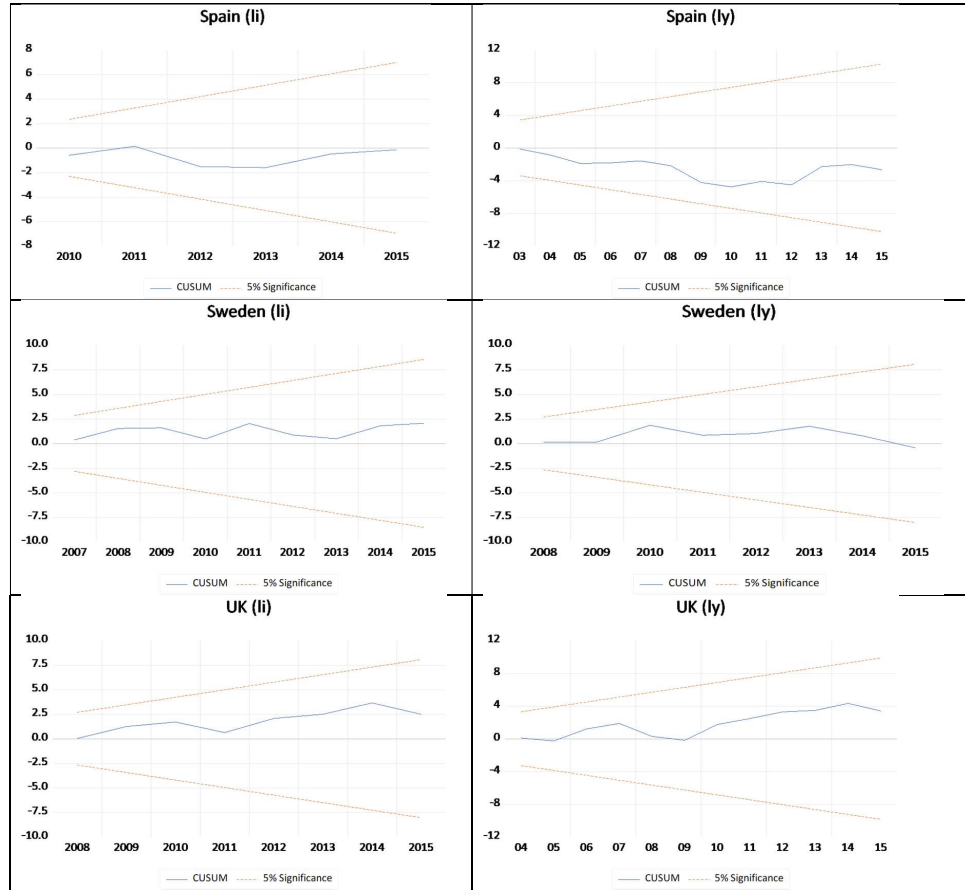 Spain (li)
8
6
4
2
0
-2
-4
-6
-8
2010 2011 2012 2013 2014 2015
CUSUM 5% Significance
Spain (ly)
12
8
4
0
-4
-8
-12
03 04 05 06 07 08 09 10 11 12 13 14 15
CUSUM 5% Significance
Sweden (li)
10.0
7.5
5.0
2.5
0.0
-2.5
-5.0
-7.5
-10.0
2007 2008 2009 2010 2011 2012 2013 2014 2015
CUSUM 5% Significance
Sweden (ly)
10.0
7.5
5.0
2.5
0.0
-2.5
-5.0
-7.5
-10.0
2008 2009 2010 2011 2012 2013 2014 2015
CUSUM 5% Significance
UK (li)
10.0
7.5
5.0
2.5
0.0
-2.5
-5.0
-7.5
-10.0
2008 2009 2010 2011 2012 2013 2014 2015
CUSUM 5% Significance
UK (ly)
12
8
4
0
-4
-8
-12
04 05 06 07 08 09 10 11 12 13 14 15
CUSUM 5% Significance